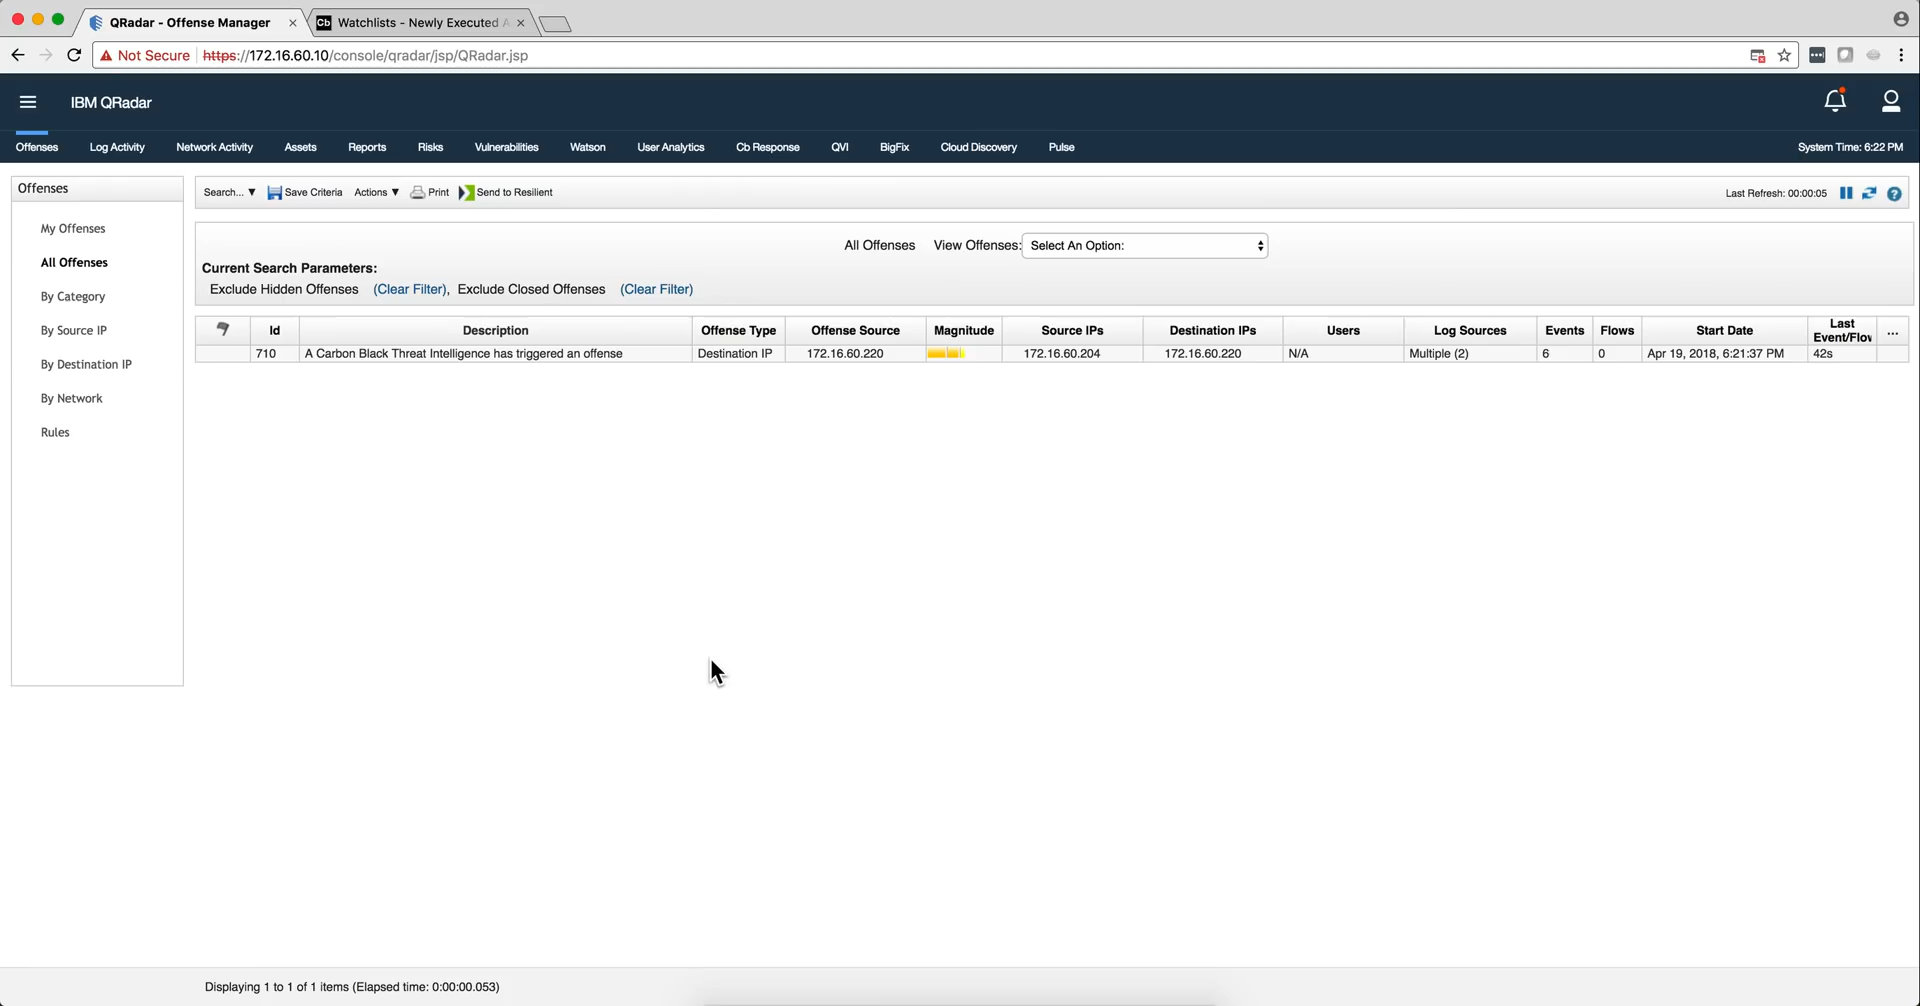 QRadar - Offense Manager
Cb Watchlists - Newly Executed A
Not Secure https://172.16.60.10/console/qradar/jsp/QRadar.jsp
IBM QRadar
Offenses Log Activity Network Activity Assets Reports Risks Vulnerabilities Watson User Analytics Cb Response QVI BigFix Cloud Discovery Pulse System Time: 6:22 PM
Offenses
My Offenses
All Offenses
By Category
By Source IP
By Destination IP
By Network
Rules
Search... ▼ Save Criteria Actions ▼ Print Send to Resilient Last Refresh: 00:00:05
All Offenses View Offenses: Select An Option:
Current Search Parameters:
Exclude Hidden Offenses (Clear Filter), Exclude Closed Offenses (Clear Filter)
Id Description Offense Type Offense Source Magnitude Source IPs Destination IPs Users Log Sources Events Flows Start Date Last Event/Flow ...
710 A Carbon Black Threat Intelligence has triggered an offense Destination IP 172.16.60.220 172.16.60.204 172.16.60.220 N/A Multiple (2) 6 0 Apr 19, 2018, 6:21:37 PM 42s
Displaying 1 to 1 of 1 items (Elapsed time: 0:00:00.053)